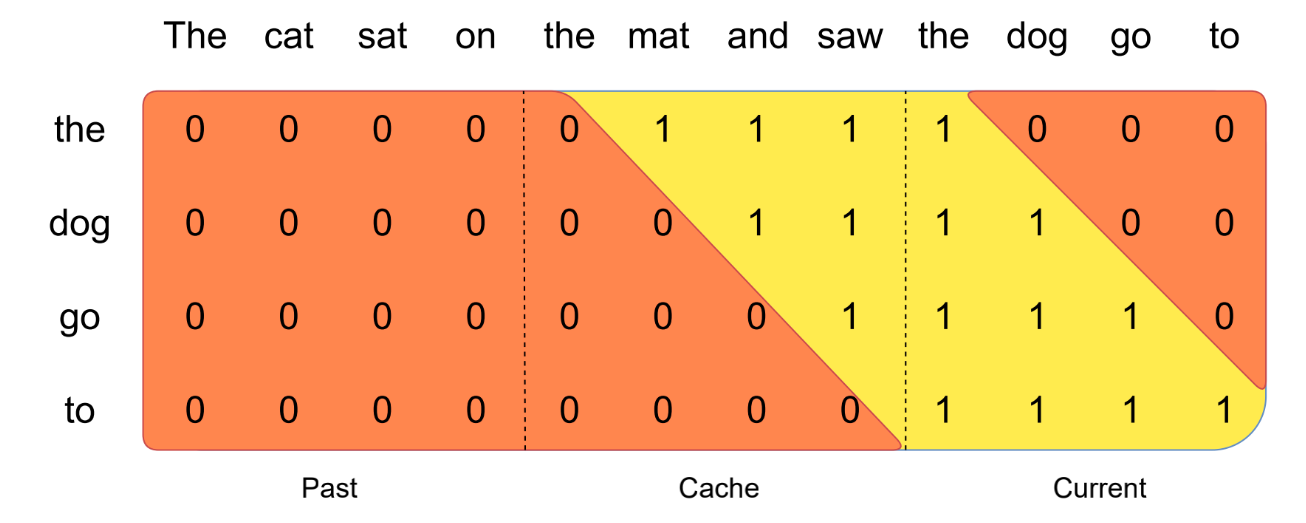 The cat sat on the mat and saw the dog go to
the 0 0 0 0 0 1 1 1 1 0 0 0
dog 0 0 0 0 0 0 1 1 1 1 0 0
go 0 0 0 0 0 0 0 1 1 1 1 0
to 0 0 0 0 0 0 0 0 1 1 1 1
Past Cache Current